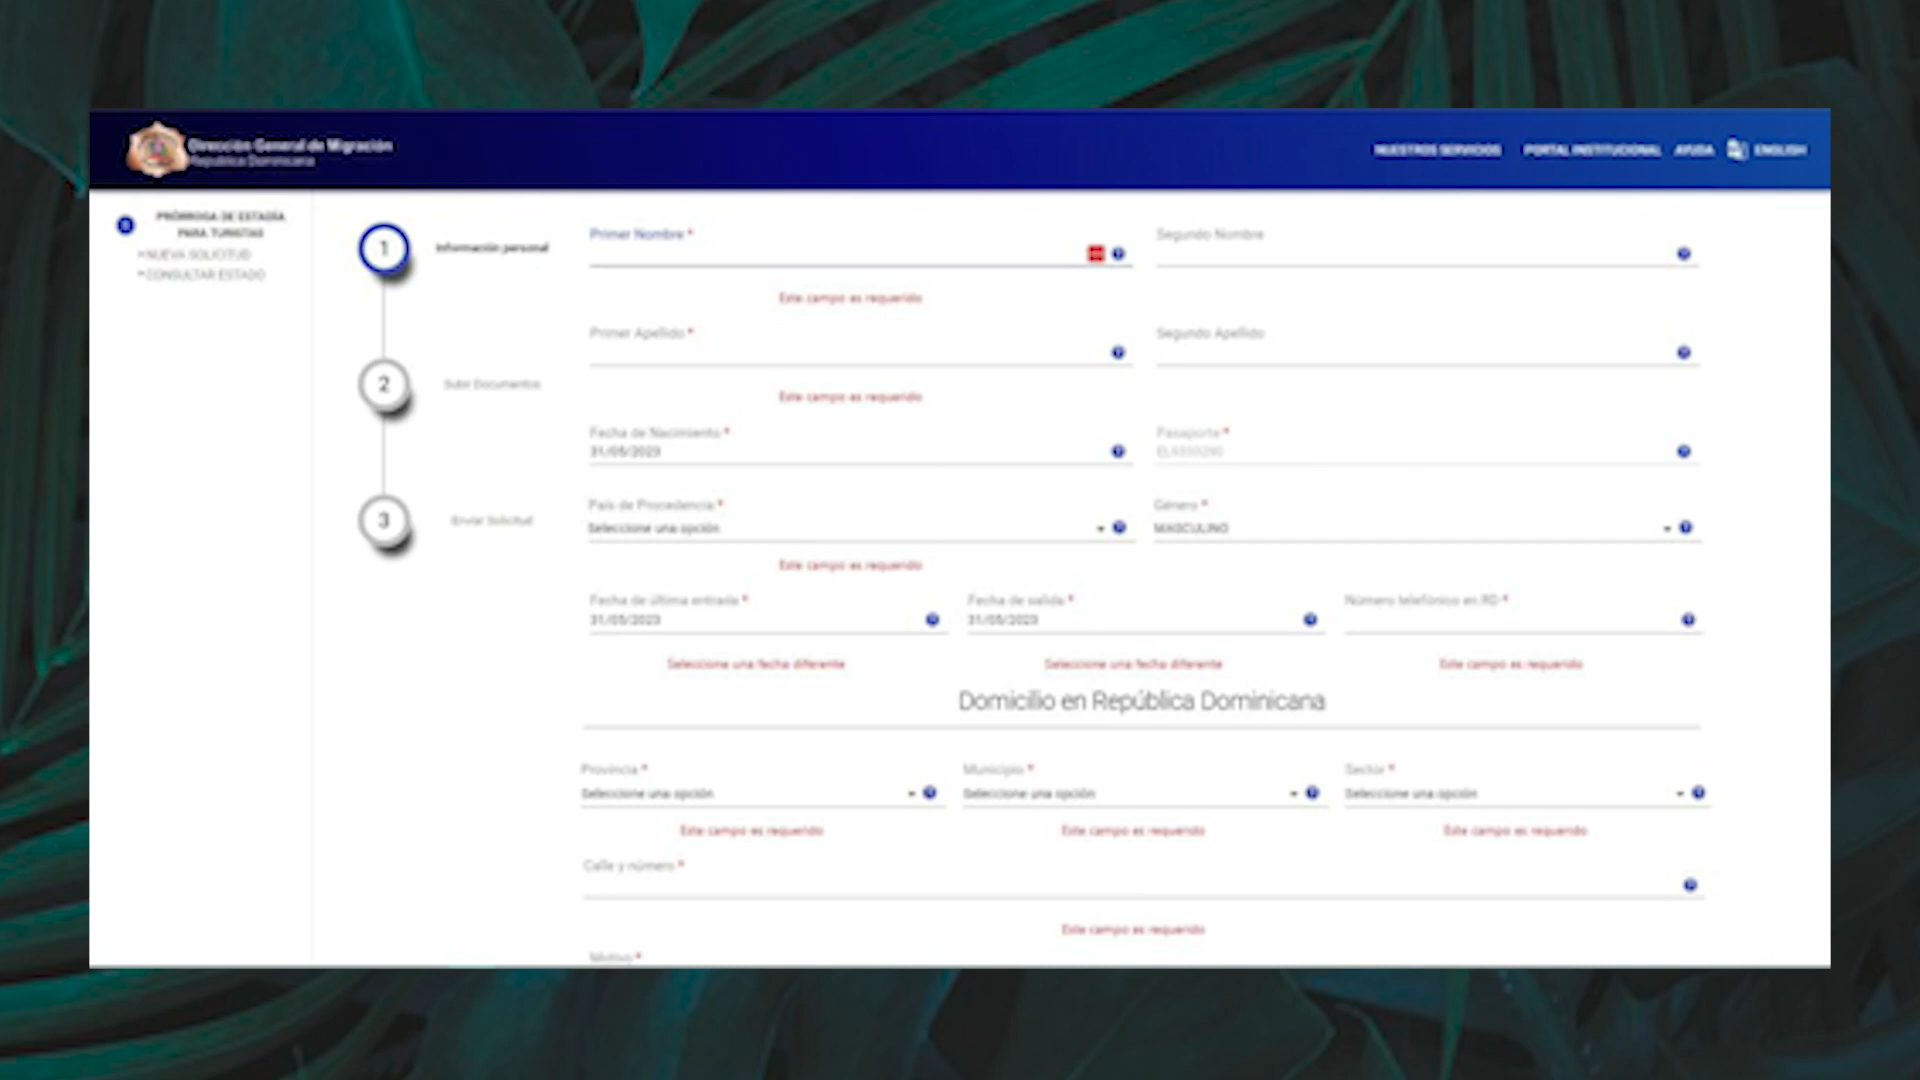 Dirección General de Migración
República Dominicana
NUESTROS SERVICIOS PORTAL INSTITUCIONAL AYUDA ENGLISH
PRÓRROGA DE ESTADÍA
PARA TURISTAS
NUEVA SOLICITUD
CONSULTAR ESTADO
1 Información personal
2 Subir Documentos
3 Enviar Solicitud
Primer Nombre * Segundo Nombre
Este campo es requerido
Primer Apellido * Segundo Apellido
Este campo es requerido
Fecha de Nacimiento * Pasaporte *
31/05/2023
País de Procedencia * Género *
Seleccione una opción MASCULINO
Este campo es requerido
Fecha de última entrada * Fecha de salida * Número telefónico en RD *
31/05/2023 31/05/2023
Seleccione una fecha diferente Seleccione una fecha diferente Este campo es requerido
Domicilio en República Dominicana
Provincia * Municipio * Sector *
Seleccione una opción Seleccione una opción Seleccione una opción
Este campo es requerido Este campo es requerido Este campo es requerido
Calle y número *
Este campo es requerido
Motivo *